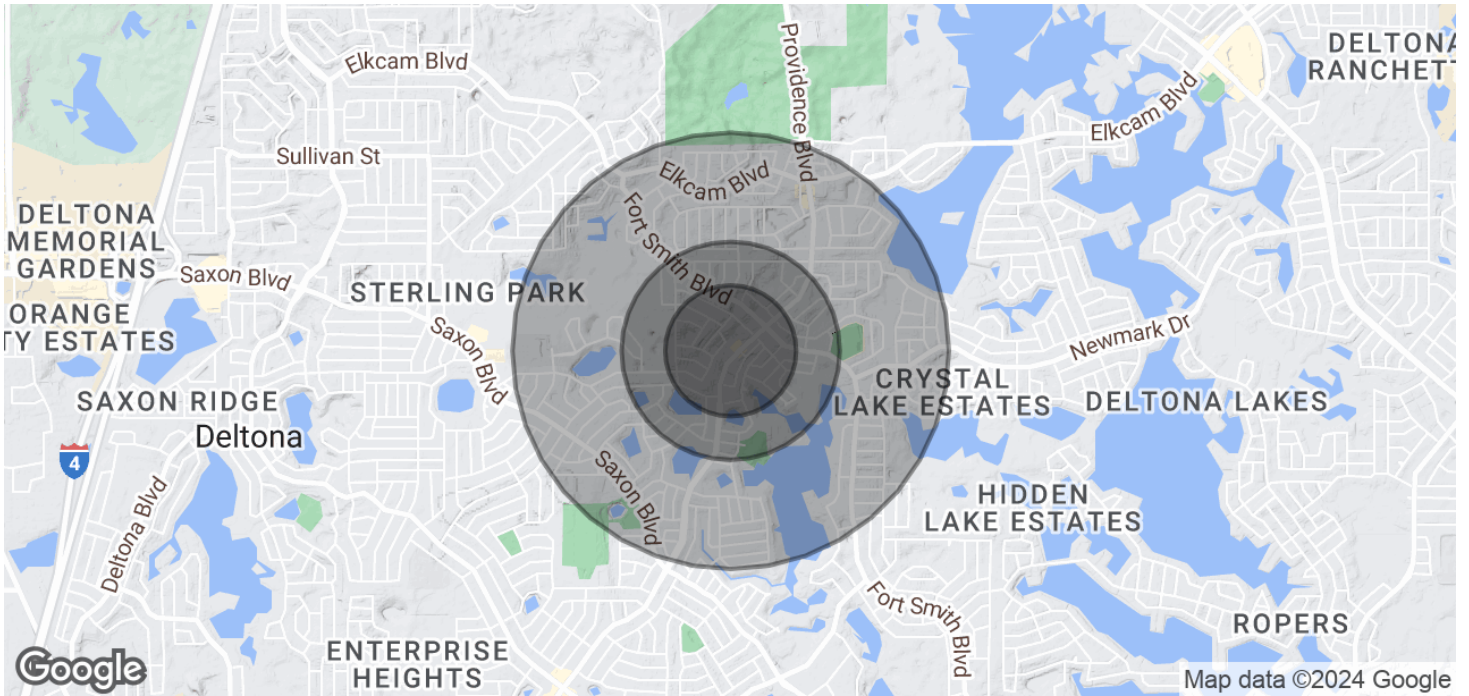 Elkcam Blvd
Providence Blvd
DELTONA
RANCHETT
Elkcam Blvd
Sullivan St
Elkcam Blvd
Fort Smith Blvd
DELTONA
MEMORIAL
GARDENS
Saxon Blvd
STERLING PARK
ORANGE
TY ESTATES
Saxon Blvd
Newmark Dr
CRYSTAL
LAKE ESTATES
DELTONA LAKES
SAXON RIDGE
Deltona
4
Saxon Blvd
Deltona Blvd
HIDDEN
LAKE ESTATES
Fort Smith Blvd
ROPERS
ENTERPRISE
HEIGHTS
Google
Map data ©2024 Google